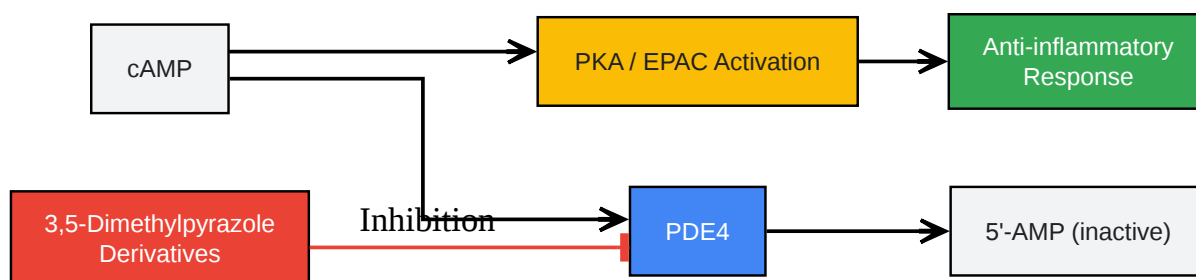 cAMP
PKA / EPAC Activation
Anti-inflammatory
Response
3,5-Dimethylpyrazole
Derivatives
Inhibition
PDE4
5'-AMP (inactive)